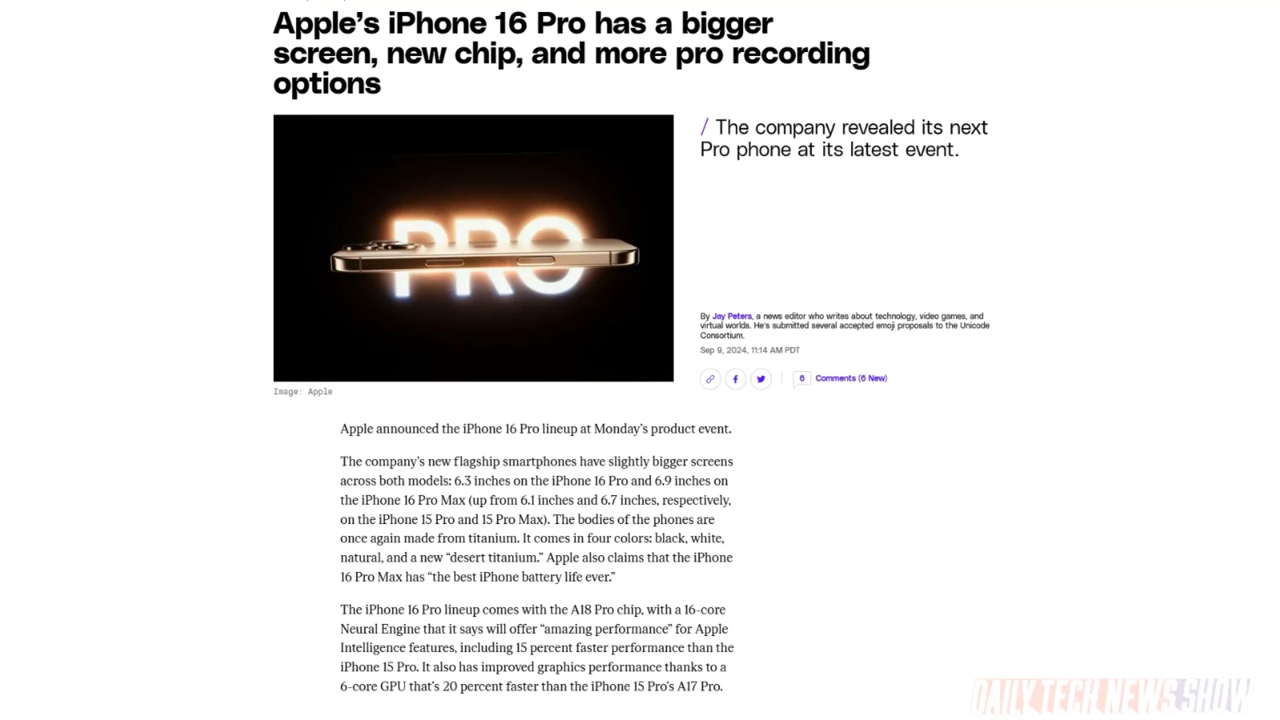 Apple's iPhone 16 Pro has a bigger
screen, new chip, and more pro recording
options
PRO
/ The company revealed its next
Pro phone at its latest event.
By Jay Peters, a news editor who writes about technology, video games, and
virtual worlds. He's submitted several accepted emoji proposals to the Unicode
Consortium.
Sep 9, 2024, 11:14 AM PDT
6 Comments (6 New)
Image: Apple
Apple announced the iPhone 16 Pro lineup at Monday's product event.
The company's new flagship smartphones have slightly bigger screens
across both models: 6.3 inches on the iPhone 16 Pro and 6.9 inches on
the iPhone 16 Pro Max (up from 6.1 inches and 6.7 inches, respectively,
on the iPhone 15 Pro and 15 Pro Max). The bodies of the phones are
once again made from titanium. It comes in four colors: black, white,
natural, and a new “desert titanium.” Apple also claims that the iPhone
16 Pro Max has “the best iPhone battery life ever.”
The iPhone 16 Pro lineup comes with the A18 Pro chip, with a 16-core
Neural Engine that it says will offer “amazing performance” for Apple
Intelligence features, including 15 percent faster performance than the
iPhone 15 Pro. It also has improved graphics performance thanks to a
6-core GPU that's 20 percent faster than the iPhone 15 Pro's A17 Pro.
DAILY TECH NEWS SHOW